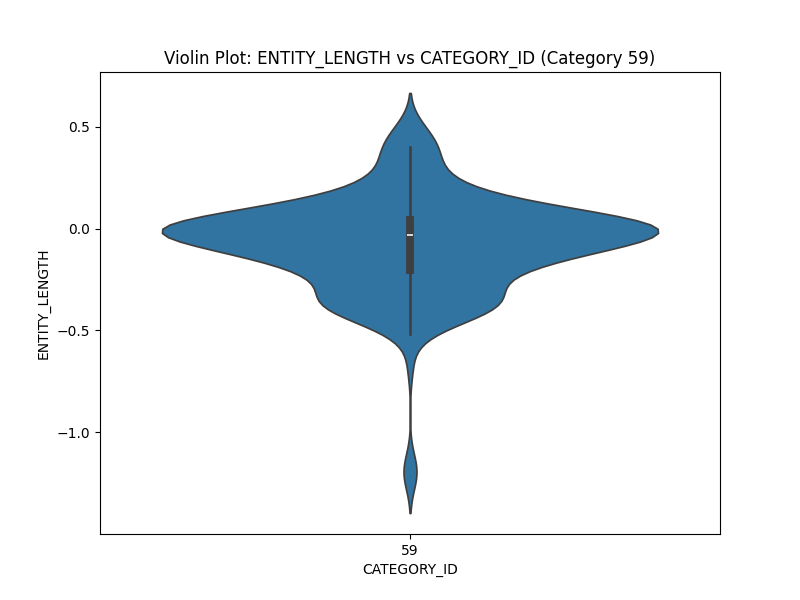 Violin Plot: ENTITY_LENGTH vs CATEGORY_ID (Category 59)
0.5
0.0
−0.5
−1.0
ENTITY_LENGTH
59
CATEGORY_ID